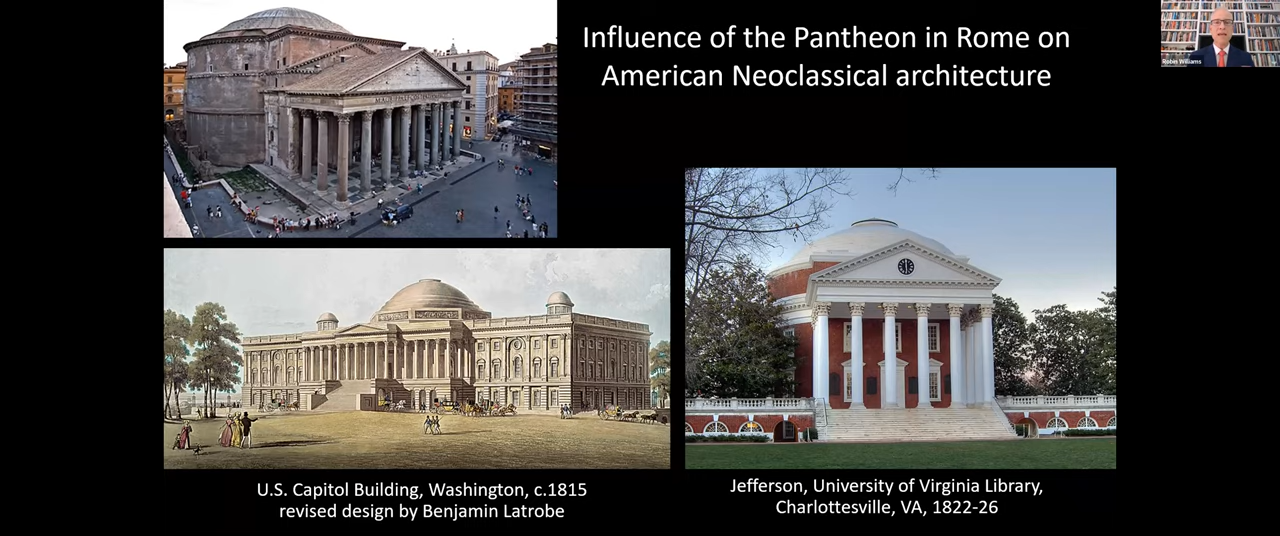 Influence of the Pantheon in Rome on
American Neoclassical architecture
Robin Williams
U.S. Capitol Building, Washington, c.1815
revised design by Benjamin Latrobe
Jefferson, University of Virginia Library,
Charlottesville, VA, 1822-26